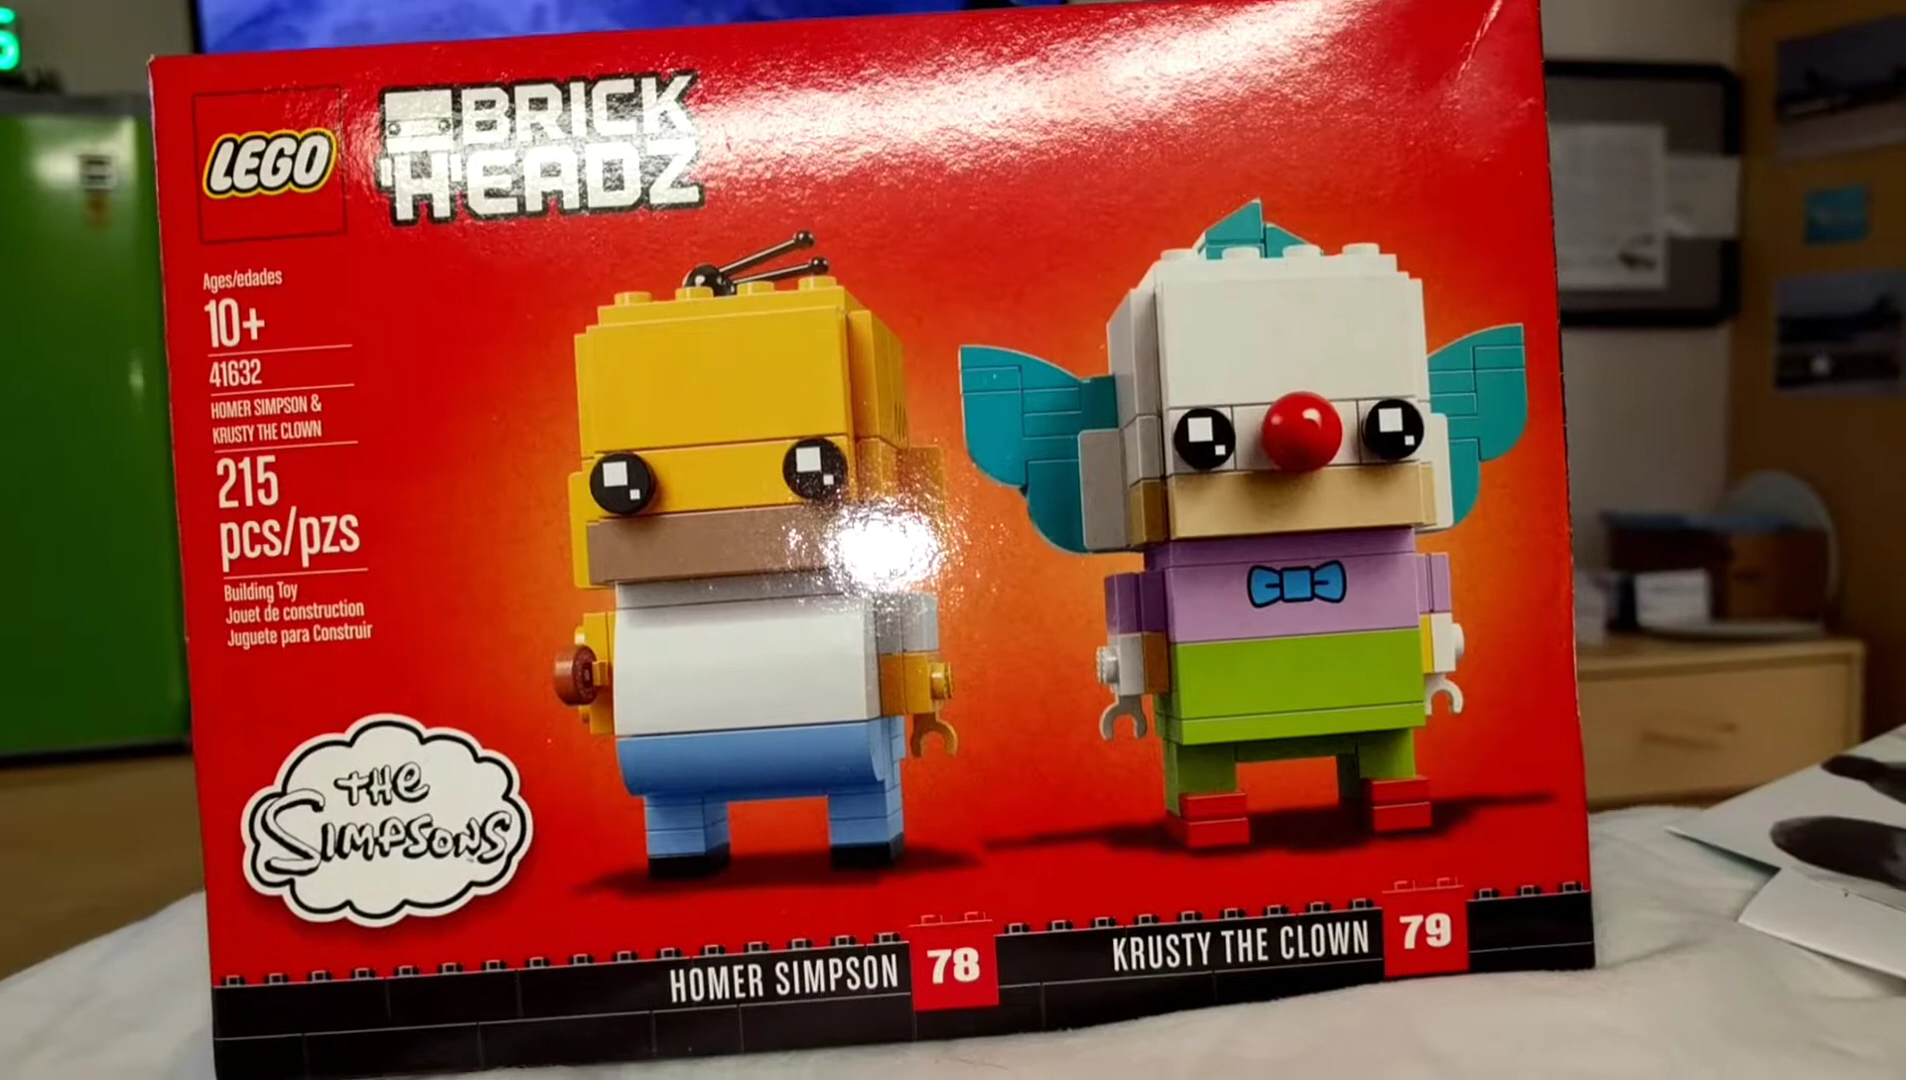 LEGO
BRICK
'H'EADZ
Ages/edades
10+
41632
HOMER SIMPSON &
KRUSTY THE CLOWN
215
pcs/pzs
Building Toy
Jouet de construction
Juguete para Construir
THE
SIMPSONS
HOMER SIMPSON 78
KRUSTY THE CLOWN 79